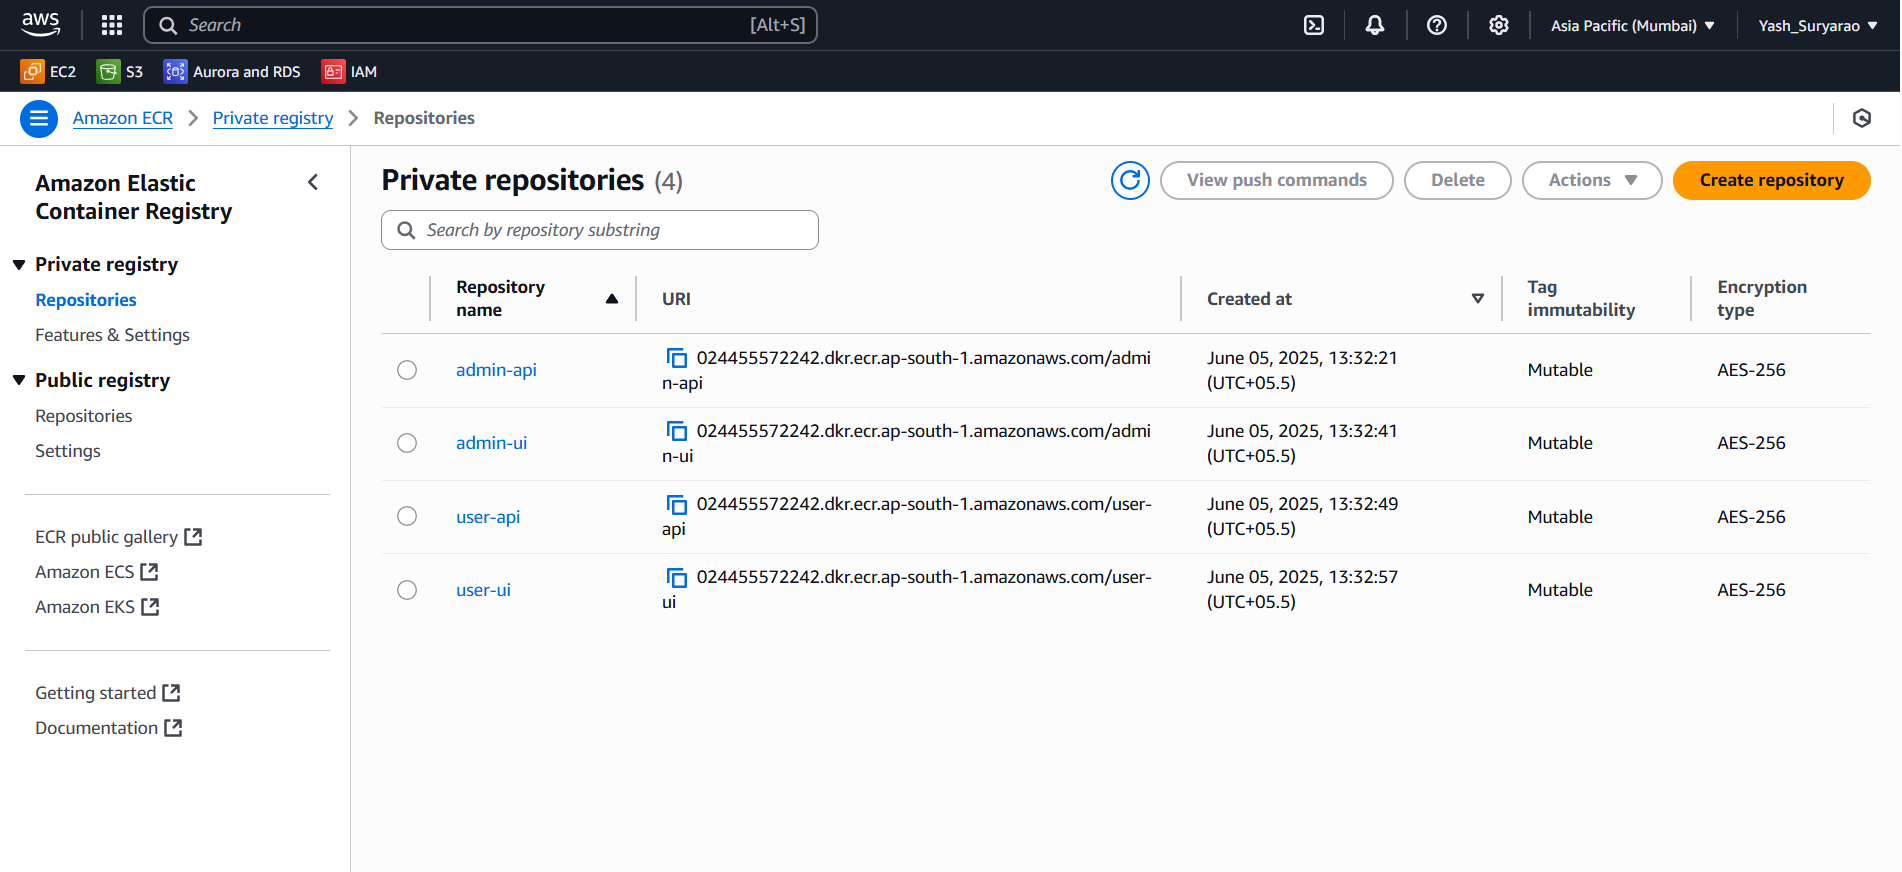 aws
Search [Alt+S]
Asia Pacific (Mumbai)
Yash_Suryarao
EC2
S3
Aurora and RDS
IAM
Amazon ECR
Private registry
Repositories
Amazon Elastic
Container Registry
Private registry
Repositories
Features & Settings
Public registry
Repositories
Settings
ECR public gallery
Amazon ECS
Amazon EKS
Getting started
Documentation
Private repositories (4)
View push commands
Delete
Actions
Create repository
Search by repository substring
Repository
name
URI
Created at
Tag
immutability
Encryption
type
admin-api
024455572242.dkr.ecr.ap-south-1.amazonaws.com/admi
n-api
June 05, 2025, 13:32:21
(UTC+05.5)
Mutable
AES-256
admin-ui
024455572242.dkr.ecr.ap-south-1.amazonaws.com/admi
n-ui
June 05, 2025, 13:32:41
(UTC+05.5)
Mutable
AES-256
user-api
024455572242.dkr.ecr.ap-south-1.amazonaws.com/user-
api
June 05, 2025, 13:32:49
(UTC+05.5)
Mutable
AES-256
user-ui
024455572242.dkr.ecr.ap-south-1.amazonaws.com/user-
ui
June 05, 2025, 13:32:57
(UTC+05.5)
Mutable
AES-256